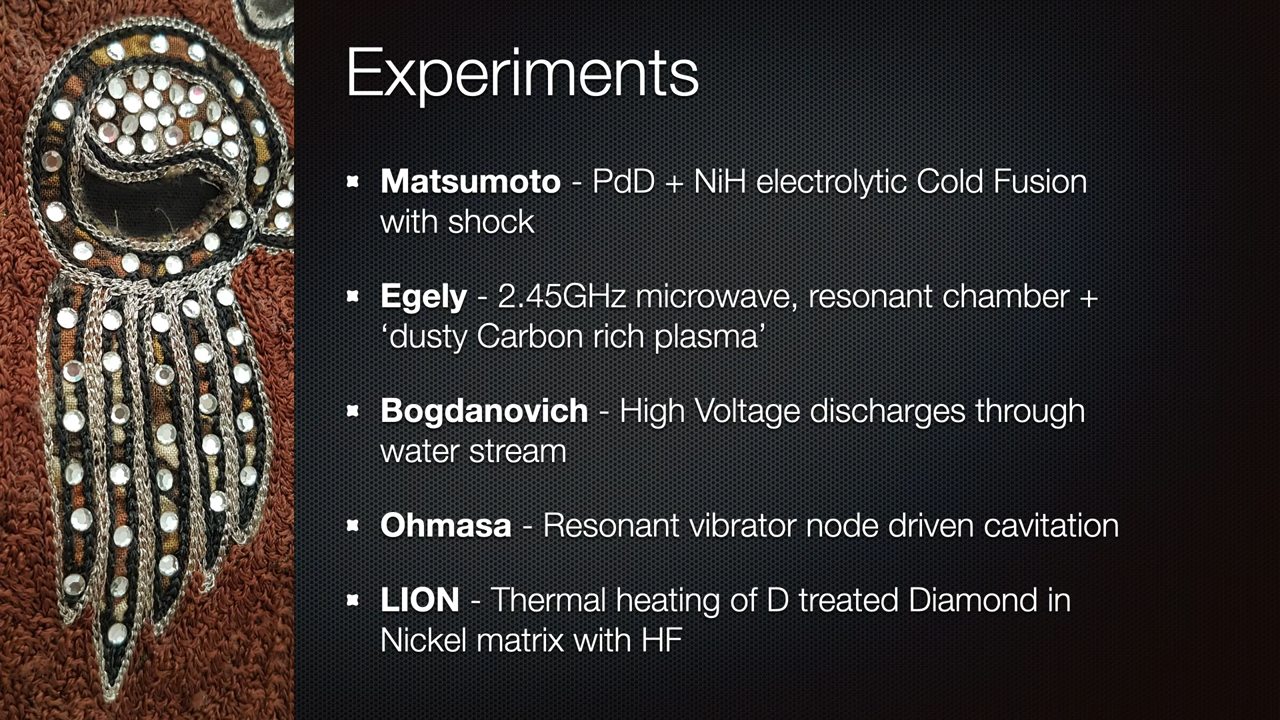 Experiments
Matsumoto - PdD + NiH electrolytic Cold Fusion
with shock
Egely - 2.45GHz microwave, resonant chamber +
‘dusty Carbon rich plasma’
Bogdanovich - High Voltage discharges through
water stream
Ohmasa - Resonant vibrator node driven cavitation
LION - Thermal heating of D treated Diamond in
Nickel matrix with HF